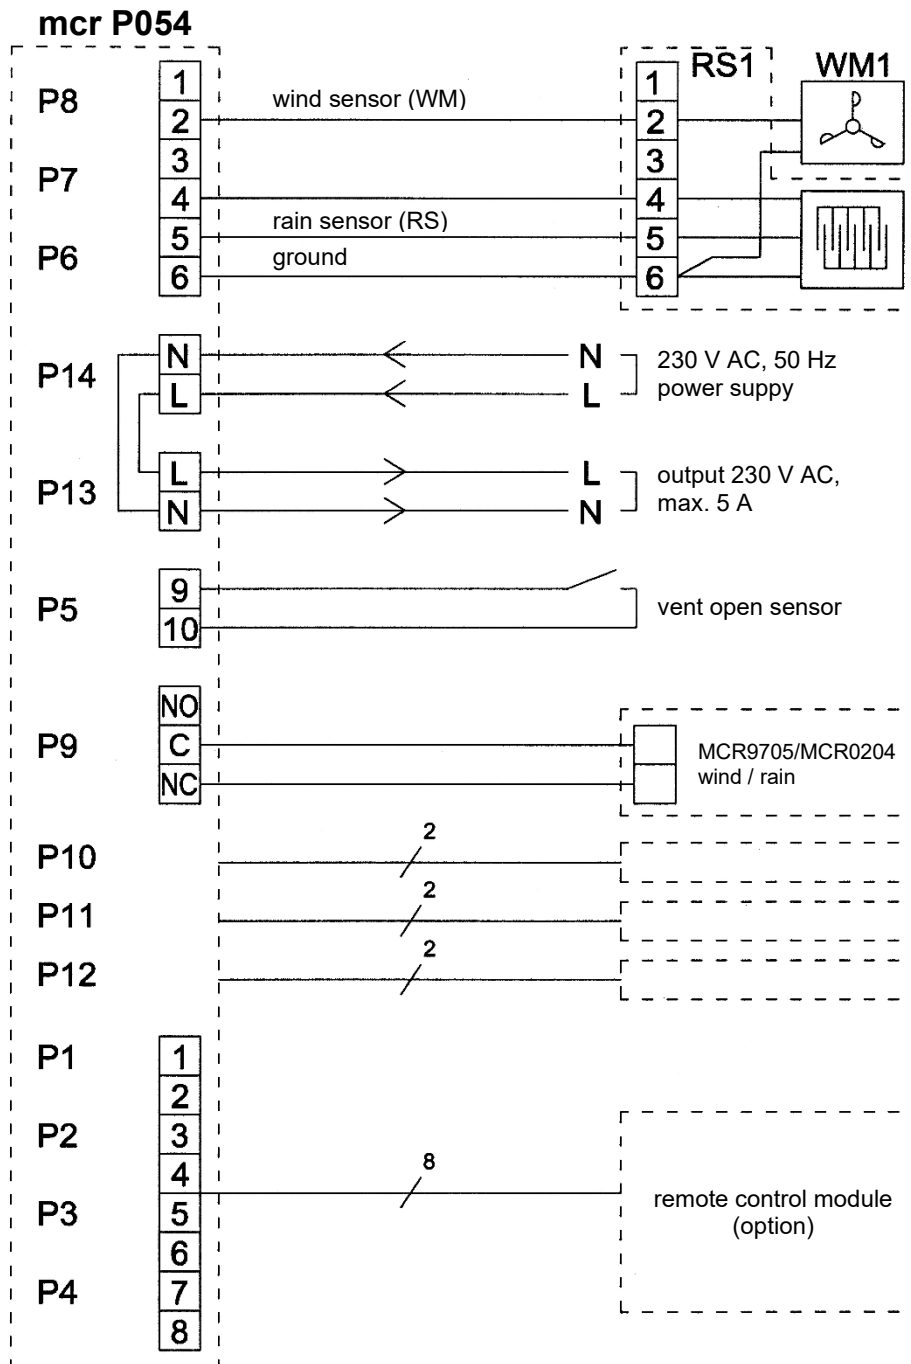 mcr P054
RS1
WM1
P8
1
2
wind sensor (WM)
1
2
P7
3
4
3
4
P6
5
6
rain sensor (RS)
ground
5
6
P14
N
L
N
L
230 V AC, 50 Hz
power suppy
P13
L
N
L
N
output 230 V AC,
max. 5 A
P5
9
10
vent open sensor
P9
NO
C
NC
MCR9705/MCR0204
wind / rain
P10
2
P11
2
P12
2
P1
1
2
P2
3
4
8
P3
5
6
remote control module
(option)
P4
7
8